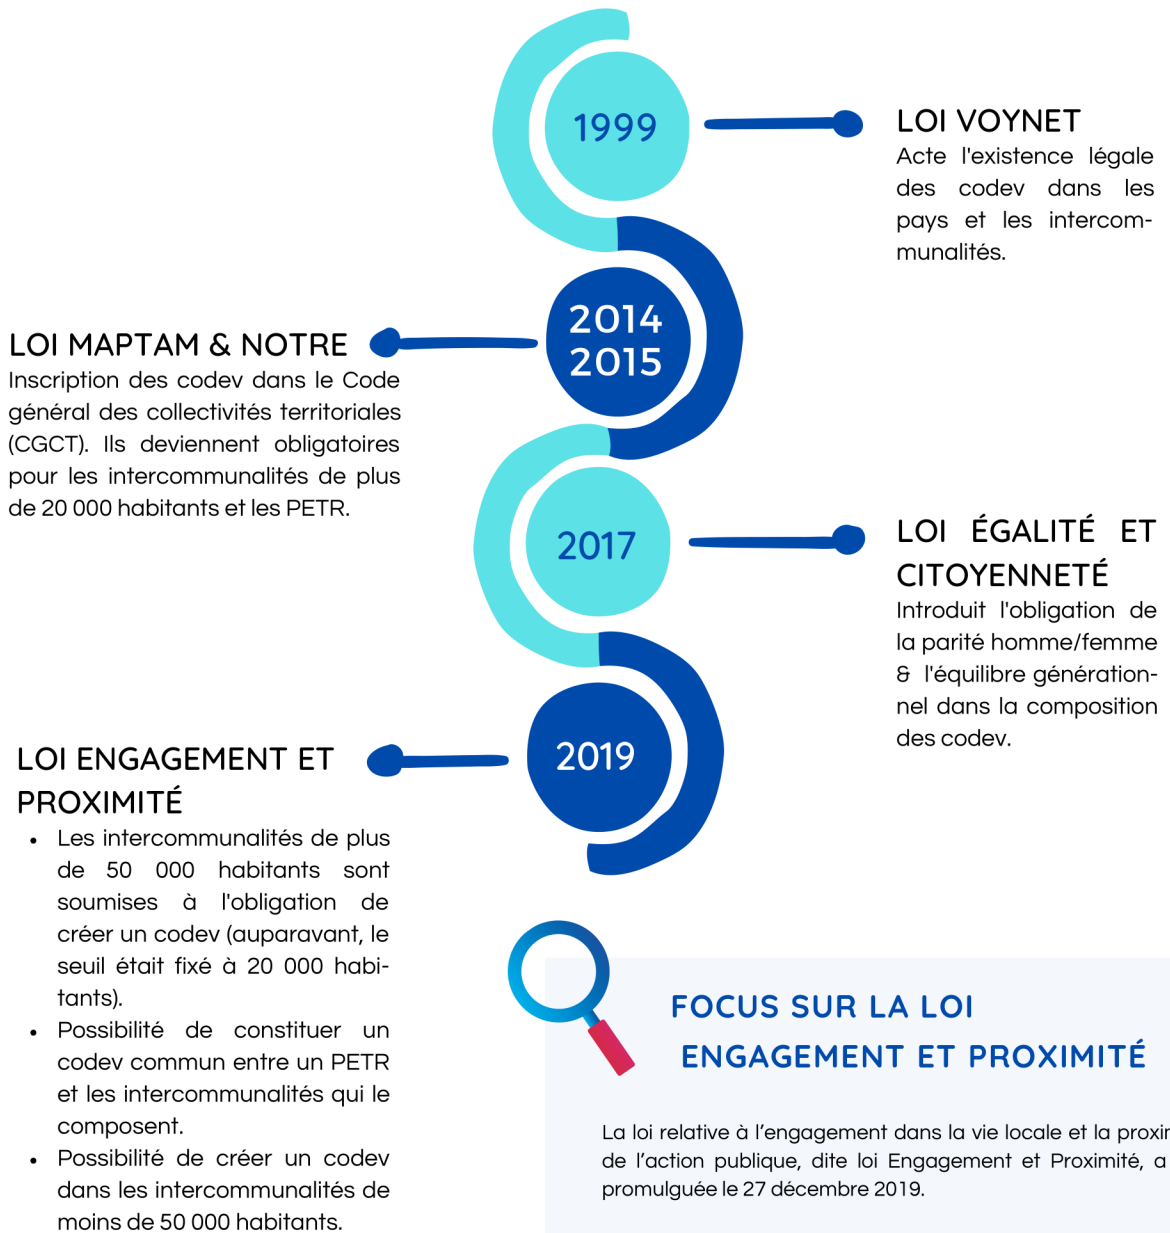 1999
LOI VOYNET
Acte l'existence légale
des codev dans les
pays et les intercom-
munalités.
2014
2015
LOI MAPTAM & NOTRE
Inscription des codev dans le Code
général des collectivités territoriales
(CGCT). Ils deviennent obligatoires
pour les intercommunalités de plus
de 20 000 habitants et les PETR.
2017
LOI ÉGALITÉ ET
CITOYENNETÉ
Introduit l'obligation de
la parité homme/femme
& l'équilibre génération-
nel dans la composition
des codev.
2019
LOI ENGAGEMENT ET
PROXIMITÉ
• Les intercommunalités de plus
de 50 000 habitants sont
soumises à l'obligation de
créer un codev (auparavant, le
seuil était fixé à 20 000 habi-
tants).
• Possibilité de constituer un
codev commun entre un PETR
et les intercommunalités qui le
composent.
• Possibilité de créer un codev
dans les intercommunalités de
moins de 50 000 habitants.
FOCUS SUR LA LOI
ENGAGEMENT ET PROXIMITÉ
La loi relative à l’engagement dans la vie locale et la
de l’action publique, dite loi Engagement et Proximité, a
promulguée le 27 décembre 2019.